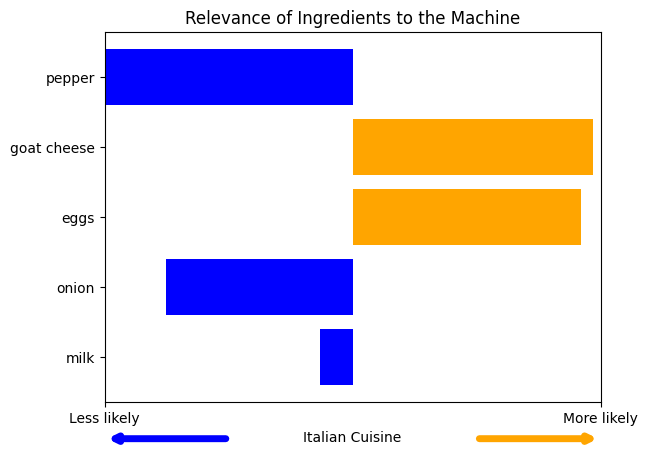 Relevance of Ingredients to the Machine
pepper
goat cheese
eggs
onion
milk
Less likely
More likely
Italian Cuisine